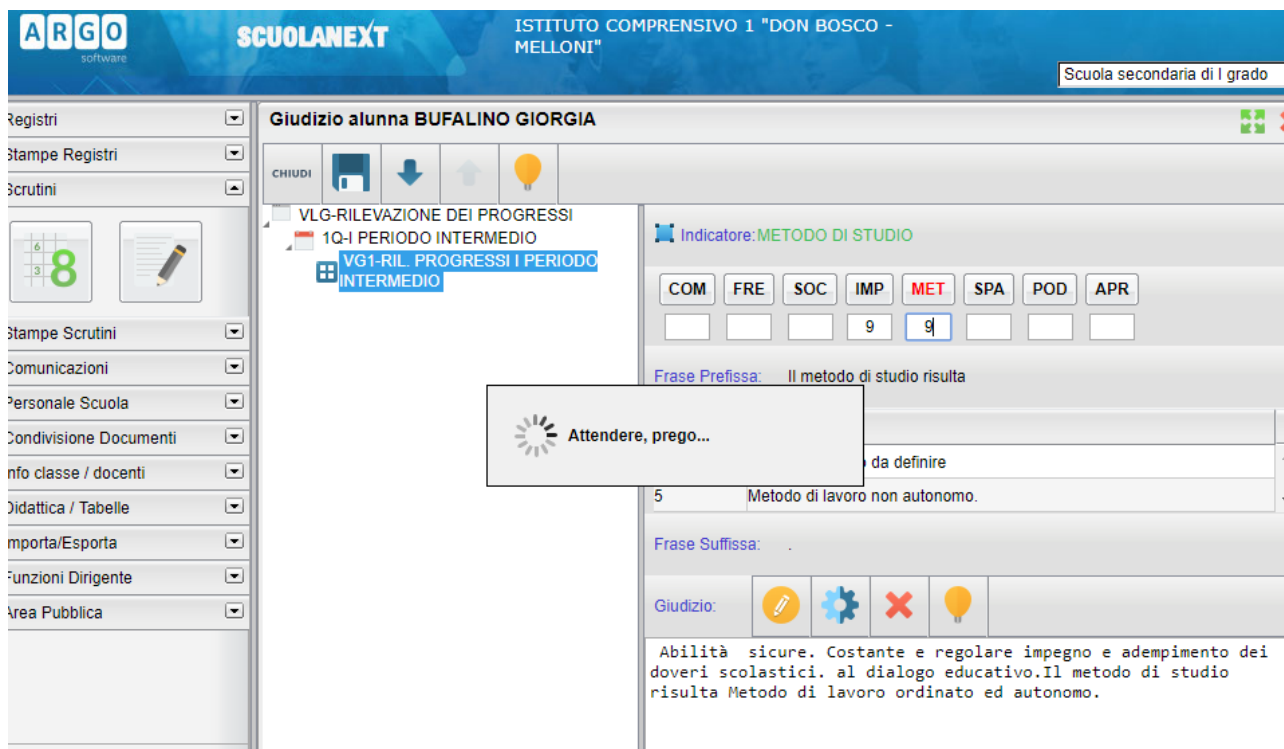 ARGO
software
SCUOLANEXT
ISTITUTO COMPRENSIVO 1 "DON BOSCO -
MELLONI"
Scuola secondaria di I grado
Registri
Stampe Registri
Scrutini
6
3 8
Stampe Scrutini
Comunicazioni
Personale Scuola
Condivisione Documenti
Info classe / docenti
Didattica / Tabelle
Importa/Esporta
Funzioni Dirigente
Area Pubblica
Giudizio alunna BUFALINO GIORGIA
CHIUDI
VLG-RILEVAZIONE DEI PROGRESSI
1Q-I PERIODO INTERMEDIO
VG1-RIL. PROGRESSI I PERIODO
INTERMEDIO
Indicatore: METODO DI STUDIO
COM FRE SOC IMP MET SPA POD APR
9 9
Frase Prefissa: Il metodo di studio risulta
Attendere, prego...
da definire
5 Metodo di lavoro non autonomo.
Frase Suffissa: .
Giudizio:
Abilità sicure. Costante e regolare impegno e adempimento dei
doveri scolastici. al dialogo educativo.Il metodo di studio
risulta Metodo di lavoro ordinato ed autonomo.